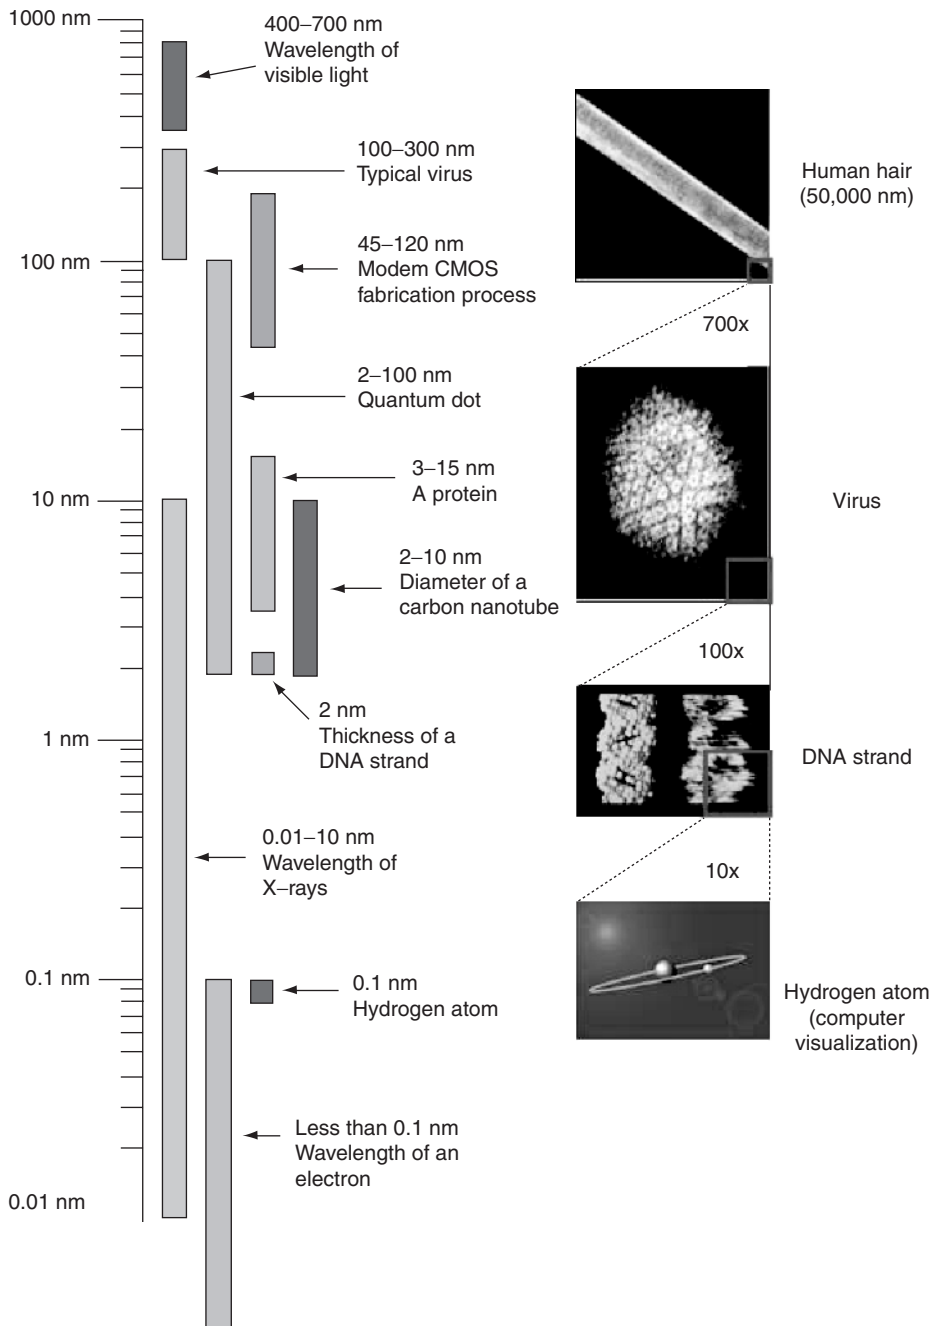 1000 nm
400–700 nm
Wavelength of
visible light
100–300 nm
Typical virus
45–120 nm
Modem CMOS
fabrication process
100 nm
2–100 nm
Quantum dot
3–15 nm
A protein
10 nm
2–10 nm
Diameter of a
carbon nanotube
2 nm
Thickness of a
DNA strand
1 nm
0.01–10 nm
Wavelength of
X–rays
0.1 nm
0.1 nm
Hydrogen atom
Less than 0.1 nm
Wavelength of an
electron
0.01 nm
Human hair
(50,000 nm)
700x
Virus
100x
DNA strand
10x
Hydrogen atom
(computer
visualization)